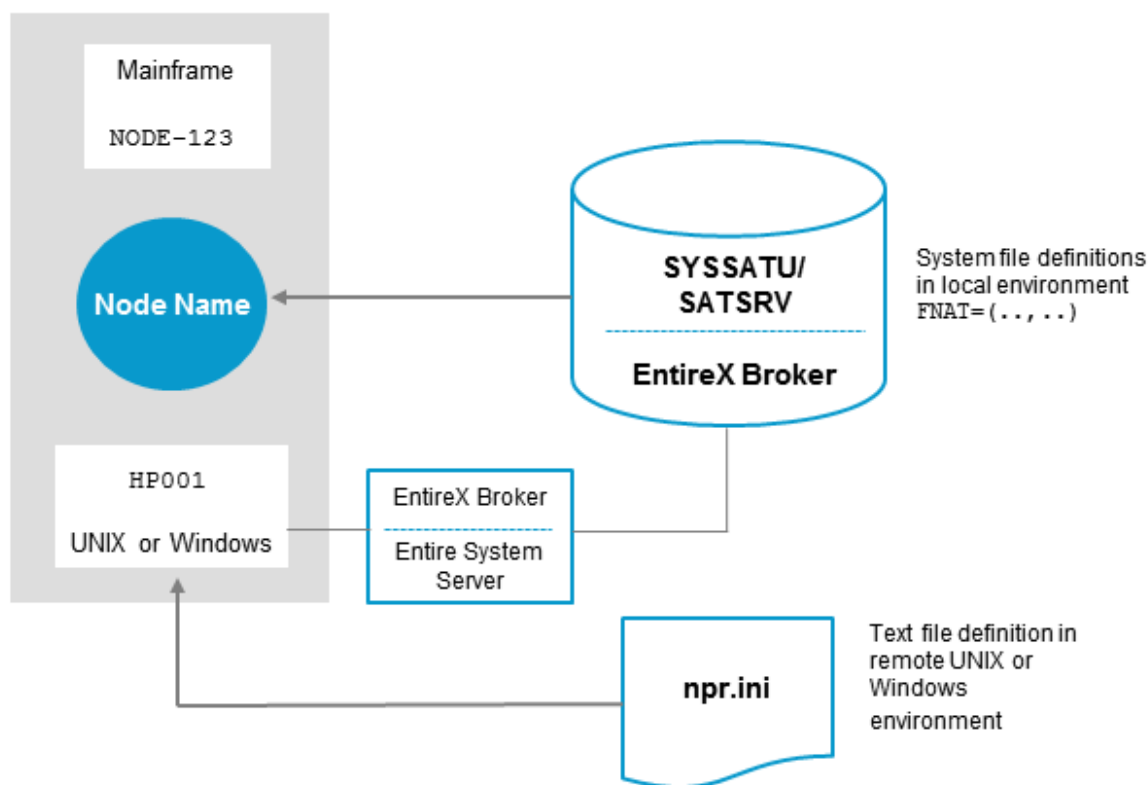 Mainframe
NODE-123
Node Name
HP001
UNIX or Windows
EntireX Broker
Entire System
Server
SYSSATU/
SATSRV
EntireX Broker
System file definitions
in local environment
FNAT=(..,..)
npr.ini
Text file definition in
remote UNIX or
Windows
environment